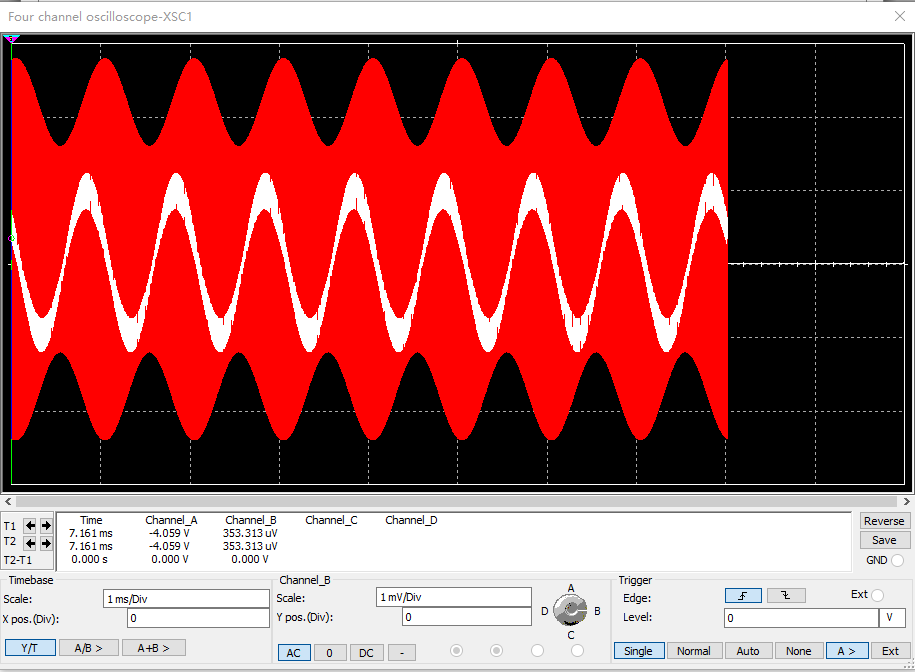 Four channel oscilloscope-XSC1
Time Channel_A Channel_B Channel_C Channel_D
T1 7.161 ms -4.059 V 353.313 uV
T2 7.161 ms -4.059 V 353.313 uV
T2-T1 0.000 s 0.000 V 0.000 V
Reverse
Save
GND
Timebase
Scale: 1 ms/Div
X pos.(Div): 0
Y/T A/B > A+B >
Channel_B
Scale: 1 mV/Div
Y pos.(Div): 0
AC 0 DC -
A
D B
C
Trigger
Edge: Ext
Level: 0 V
Single Normal Auto None A > Ext